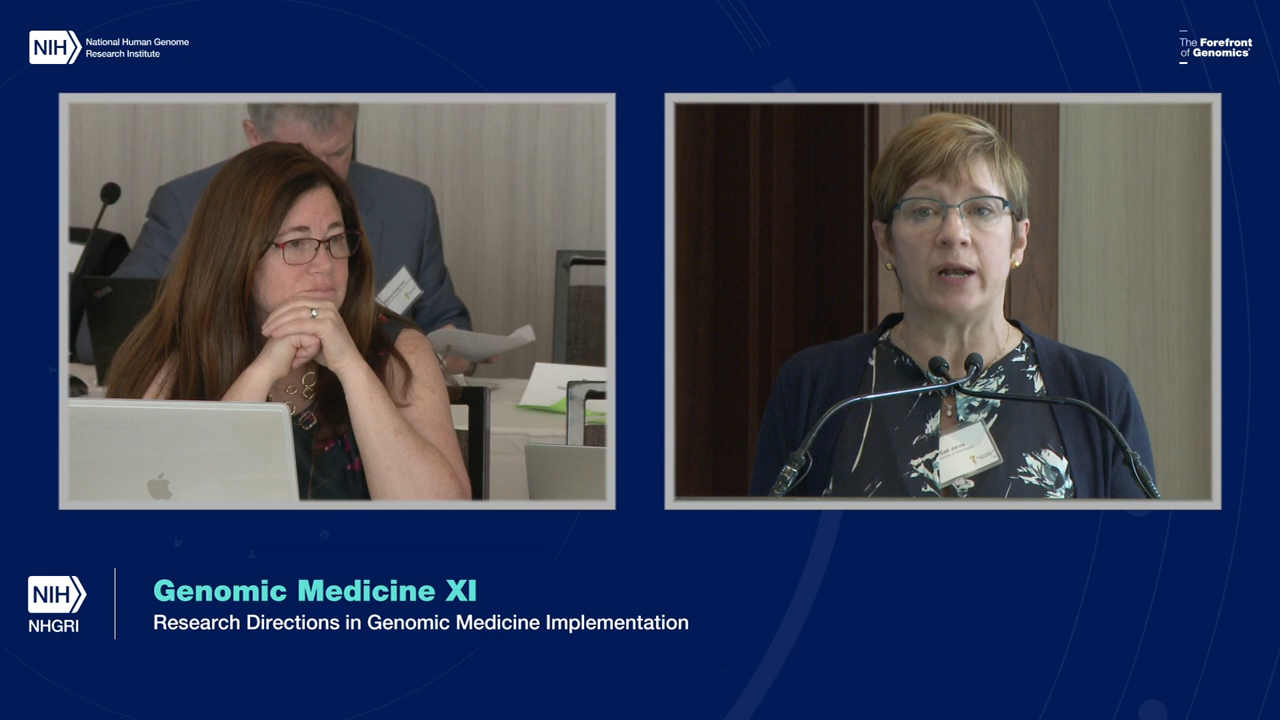 NIH
National Human Genome
Research Institute
The Forefront
of Genomics®
Jarvik
NIH
NHGRI
Genomic Medicine XI
Research Directions in Genomic Medicine Implementation